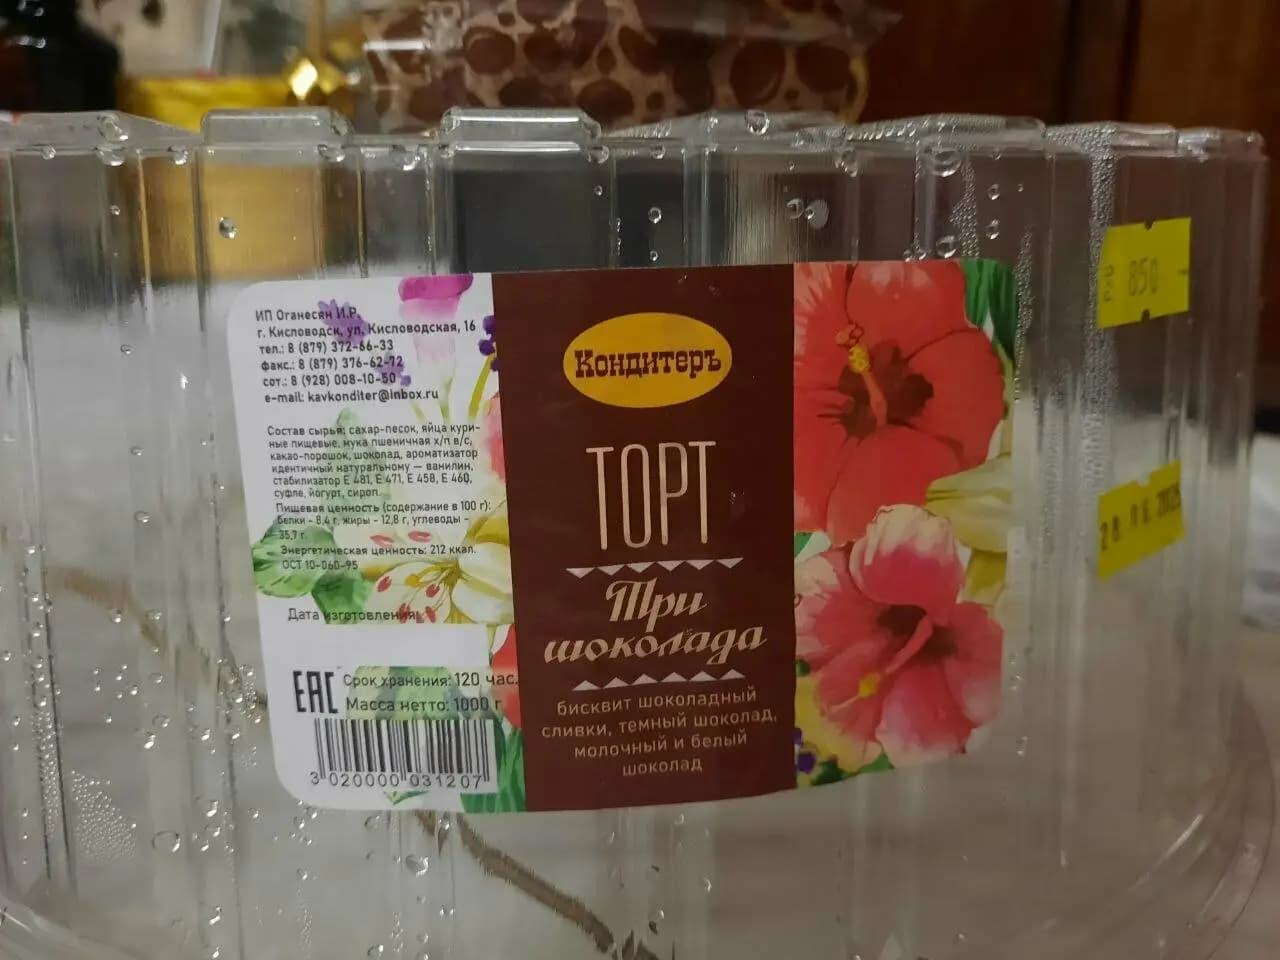 ИП Оганесян И.Р.
г. Кисловодск, ул. Кисловодская, 16
тел.: 8 (879) 372-66-33
факс.: 8 (879) 376-62-72
сот.: 8 (928) 008-10-50
e-mail: kavkonditer@inbox.ru
Состав сырья: сахар-песок, яйца кури-
ные пищевые, мука пшеничная х/п в/с,
какао-порошок, шоколад, ароматизатор
идентичный натуральному — ванилин,
стабилизатор Е 481, Е 471, Е 458, Е 460,
суфле, йогурт, сироп.
Пищевая ценность (содержание в 100 г):
белки - 8,4 г, жиры - 12,8 г, углеводы -
35,7 г.
Энергетическая ценность: 212 ккал.
ОСТ 10-060-95
Дата изготовления:
ЕАС
Срок хранения: 120 час.
Масса нетто: 1000 г
3 020000 031207
Кондитеръ
ТОРТ
Три
шоколада
бисквит шоколадный
сливки, темный шоколад,
молочный и белый
шоколад
850